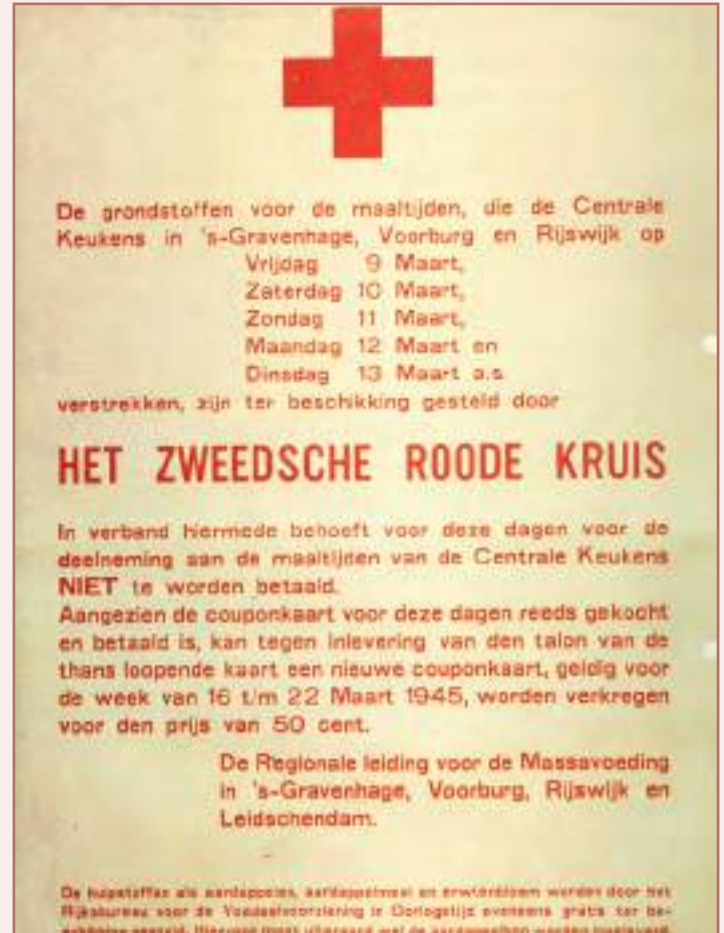 De grondstoffen voor de maaltijden, die de Centrale
Keukens in 's-Gravenhage, Voorburg en Rijswijk op
Vrijdag 9 Maart,
Zaterdag 10 Maart,
Zondag 11 Maart,
Maandag 12 Maart en
Dinsdag 13 Maart a.s.
verstrekken, zijn ter beschikking gesteld door
HET ZWEEDSCHE ROODE KRUIS
In verband hiermede behoeft voor deze dagen voor de
deelneming aan de maaltijden van de Centrale Keukens
NIET te worden betaald.
Aangezien de couponkaart voor deze dagen reeds gekocht
en betaald is, kan tegen inlevering van den talon van de
thans loopende kaart een nieuwe couponkaart, geldig voor
de week van 16 t/m 22 Maart 1945, worden verkregen
voor den prijs van 50 cent.
De Regionale leiding voor de Massavoeding
in 's-Gravenhage, Voorburg, Rijswijk en
Leidschendam.
De hulpstoffen als aardappelen, aardappelmeel en erwtenbloem worden door het
Rijksbureau voor de Voedselvoorziening in Oorlogstijd eveneens gratis ter be-